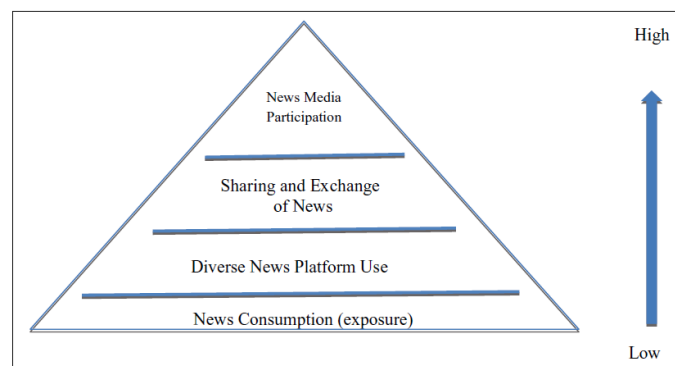 High
News Media
Participation
Sharing and Exchange
of News
Diverse News Platform Use
News Consumption (exposure)
Low